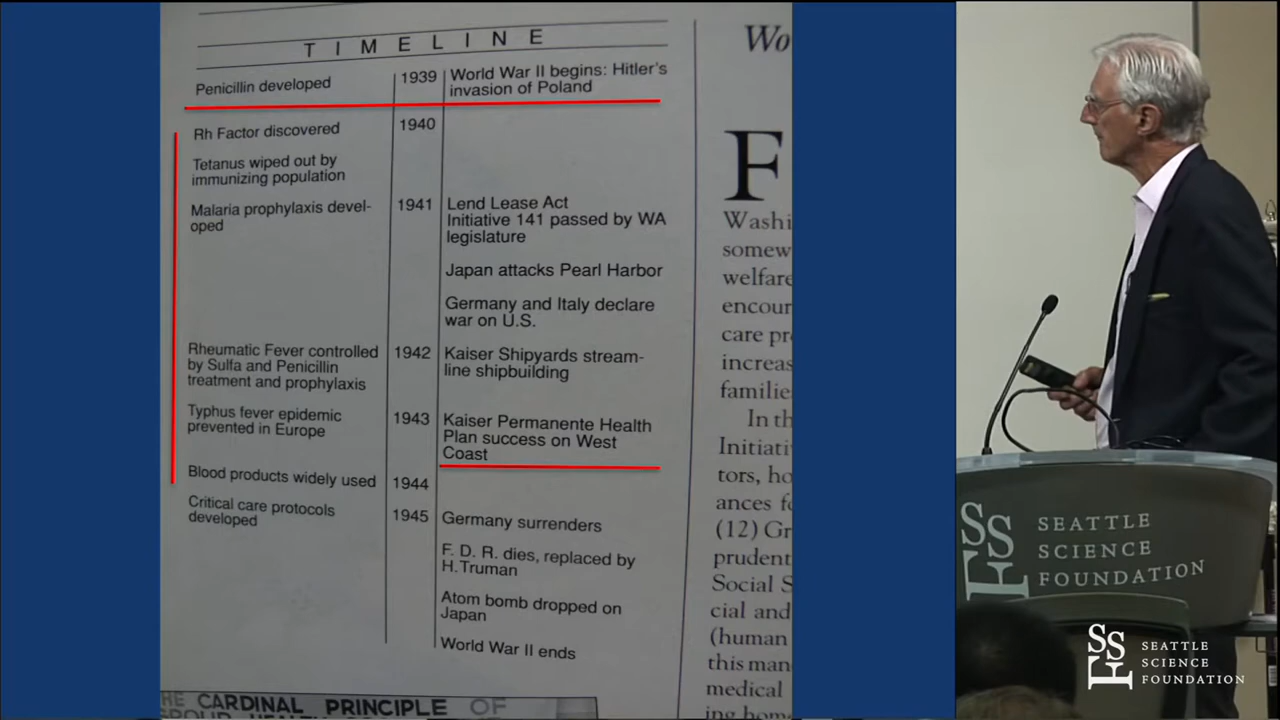 TIMELINE
Penicillin developed
1939
World War II begins: Hitler's
invasion of Poland
Rh Factor discovered
1940
Tetanus wiped out by
immunizing population
Malaria prophylaxis devel-
oped
1941
Lend Lease Act
Initiative 141 passed by WA
legislature
Japan attacks Pearl Harbor
Germany and Italy declare
war on U.S.
Rheumatic Fever controlled
by Sulfa and Penicillin
treatment and prophylaxis
1942
Kaiser Shipyards stream-
line shipbuilding
Typhus fever epidemic
prevented in Europe
1943
Kaiser Permanente Health
Plan success on West
Coast
Blood products widely used
1944
Critical care protocols
developed
1945
Germany surrenders
F. D. R. dies, replaced by
H.Truman
Atom bomb dropped on
Japan
World War II ends
CARDINAL PRINCIPLE OF
Wo
F
Washi
somew
welfare
encour
care pr
increas
familie
In th
Initiati
tors, ho
ances fo
(12) Gr
prudent
Social S
cial and
(human
this man
medical
ing home
SSF
SEATTLE
SCIENCE
FOUNDATION
SSF
SEATTLE
SCIENCE
FOUNDATION